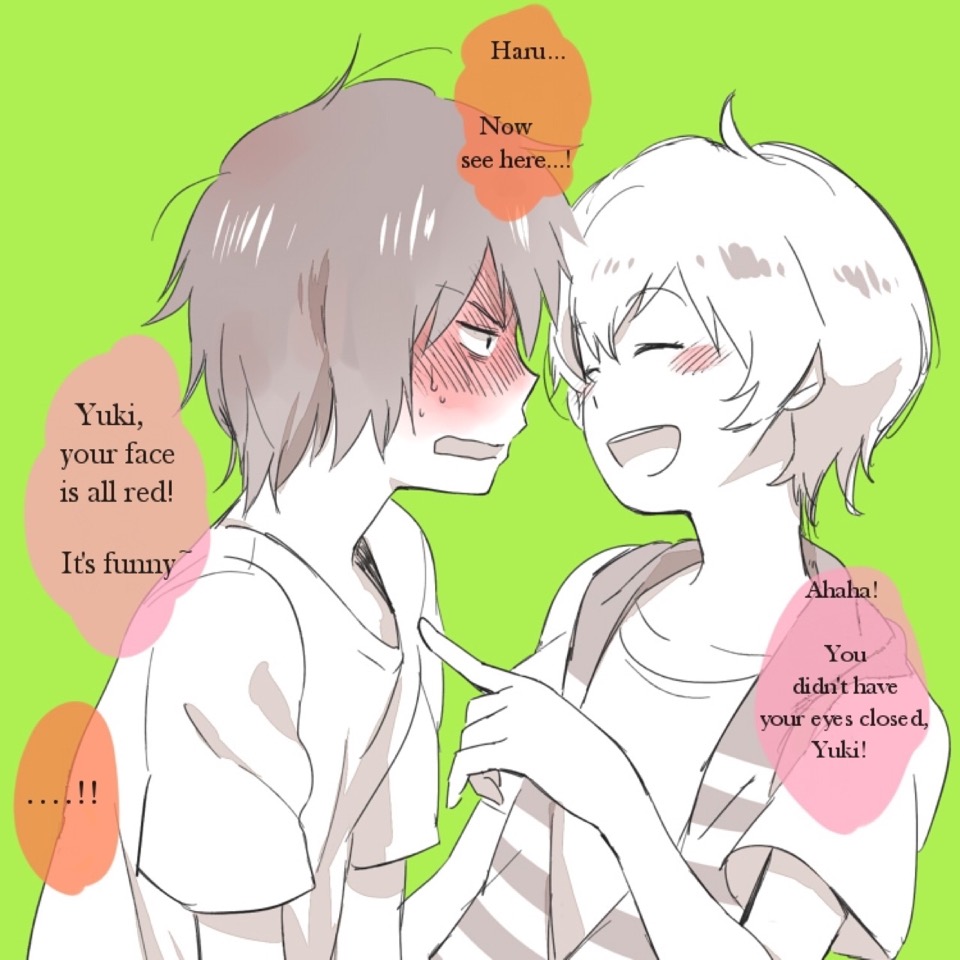 Haru...
Now
see here...!
Yuki,
your face
is all red!
It's funny~
Ahaha!
You
didn't have
your eyes closed,
Yuki!
....!!